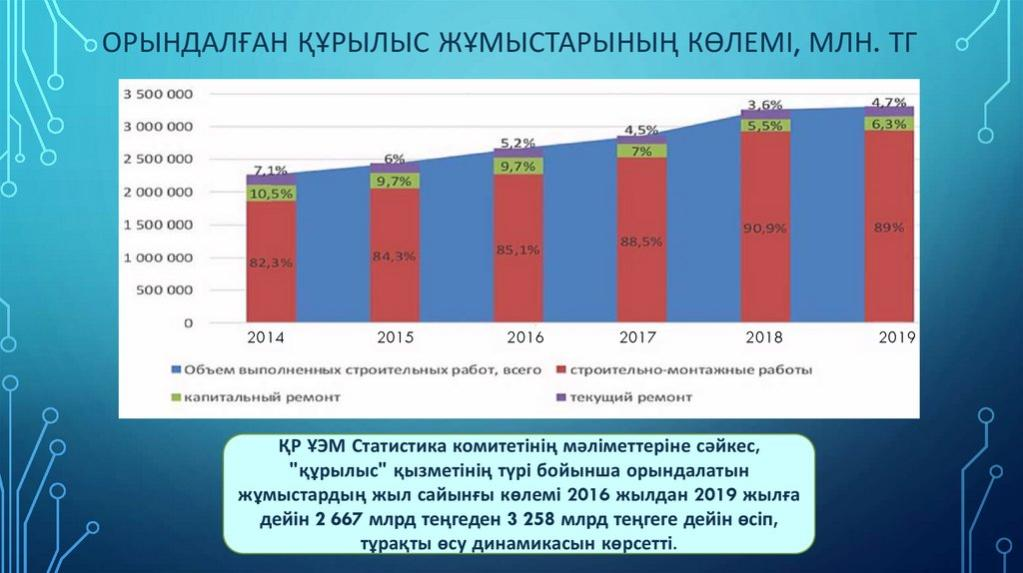 ОРЫНДАЛҒАН ҚҰРЫЛЫС ЖҰМЫСТАРЫНЫҢ КӨЛЕМІ, МЛН. ТГ
3 500 000
3 000 000
2 500 000
2 000 000
1 500 000
1 000 000
500 000
0
7,1%
10,5%
82,3%
6%
9,7%
84,3%
5,2%
9,7%
85,1%
4,5%
7%
88,5%
3,6%
5,5%
90,9%
4,7%
6,3%
89%
2014 2015 2016 2017 2018 2019
Объем выполненных строительных работ, всего строительно-монтажные работы
капитальный ремонт текущий ремонт
ҚР ҰЭМ Статистика комитетінің мәліметтеріне сәйкес,
"құрылыс" қызметінің түрі бойынша орындалатын
жұмыстардың жыл сайынғы көлемі 2016 жылдан 2019 жылға
дейін 2 667 млрд теңгеден 3 258 млрд теңгеге дейін өсіп,
тұрақты өсу динамикасын көрсетті.